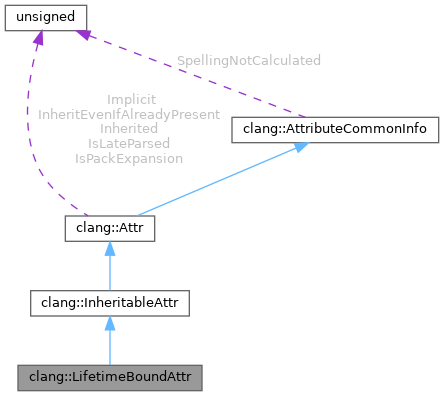 unsigned
SpellingNotCalculated
Implicit
InheritEvenIfAlreadyPresent
Inherited
IsLateParsed
IsPackExpansion
clang::AttributeCommonInfo
clang::Attr
clang::InheritableAttr
clang::LifetimeBoundAttr